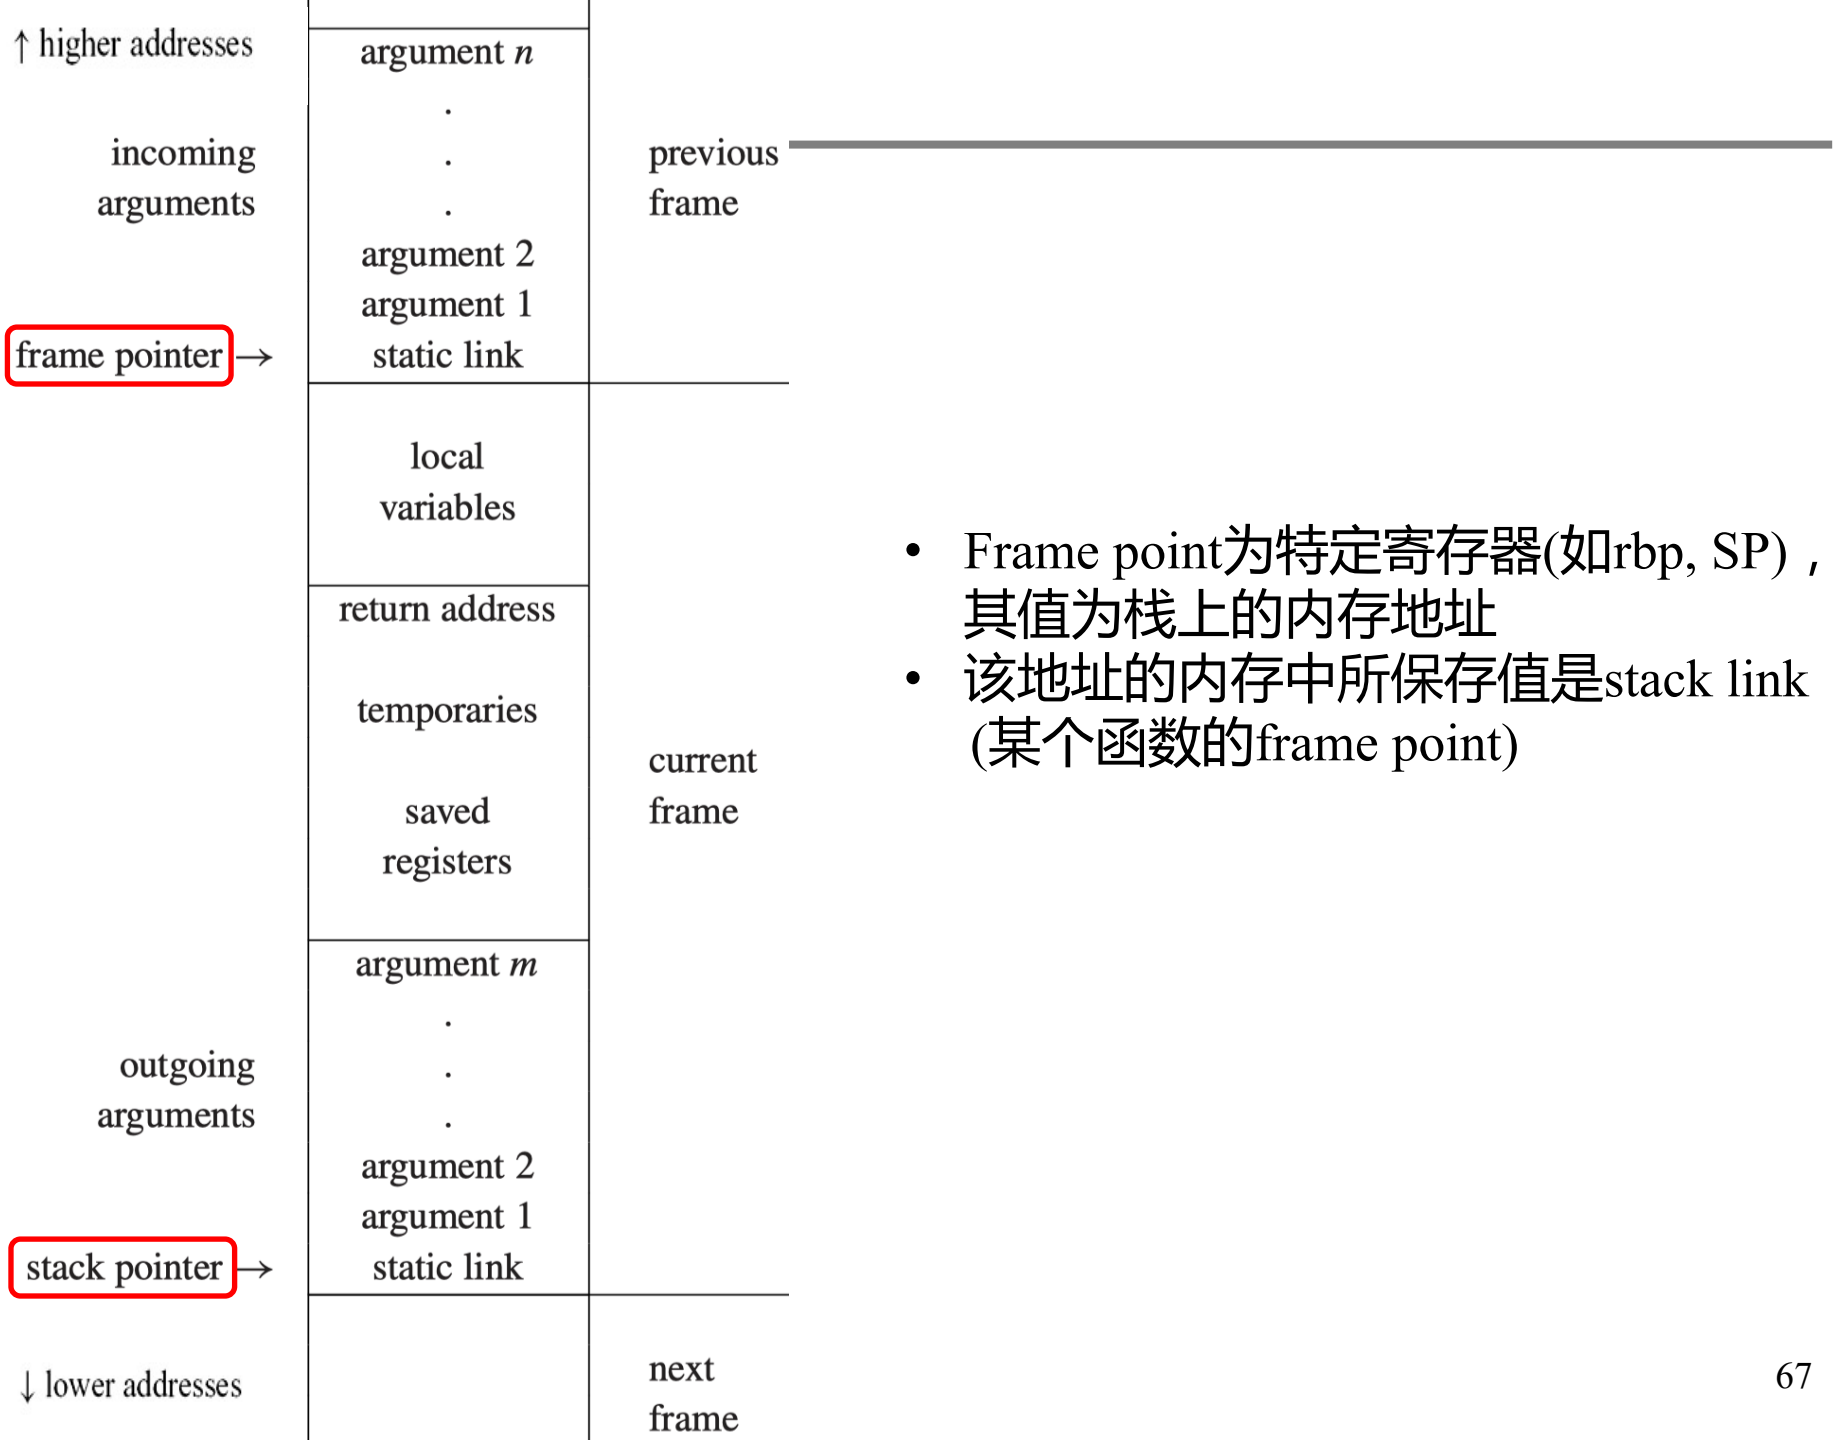 ↑ higher addresses
argument n
.
incoming
arguments
.
.
previous
frame
argument 2
argument 1
frame pointer →
static link
local
variables
return address
temporaries
saved
registers
current
frame
argument m
.
outgoing
arguments
.
.
argument 2
argument 1
stack pointer →
static link
↓ lower addresses
next
frame
• Frame point为特定寄存器(如rbp, SP)，
其值为栈上的内存地址
• 该地址的内存中所保存值是stack link
(某个函数的frame point)
67